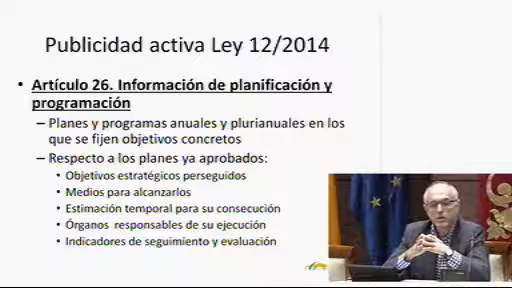 Publicidad activa Ley 12/2014
• Artículo 26. Información de planificación y
programación
– Planes y programas anuales y plurianuales en los
que se fijen objetivos concretos
– Respecto a los planes ya aprobados:
• Objetivos estratégicos perseguidos
• Medios para alcanzarlos
• Estimación temporal para su consecución
• Órganos responsables de su ejecución
• Indicadores de seguimiento y evaluación